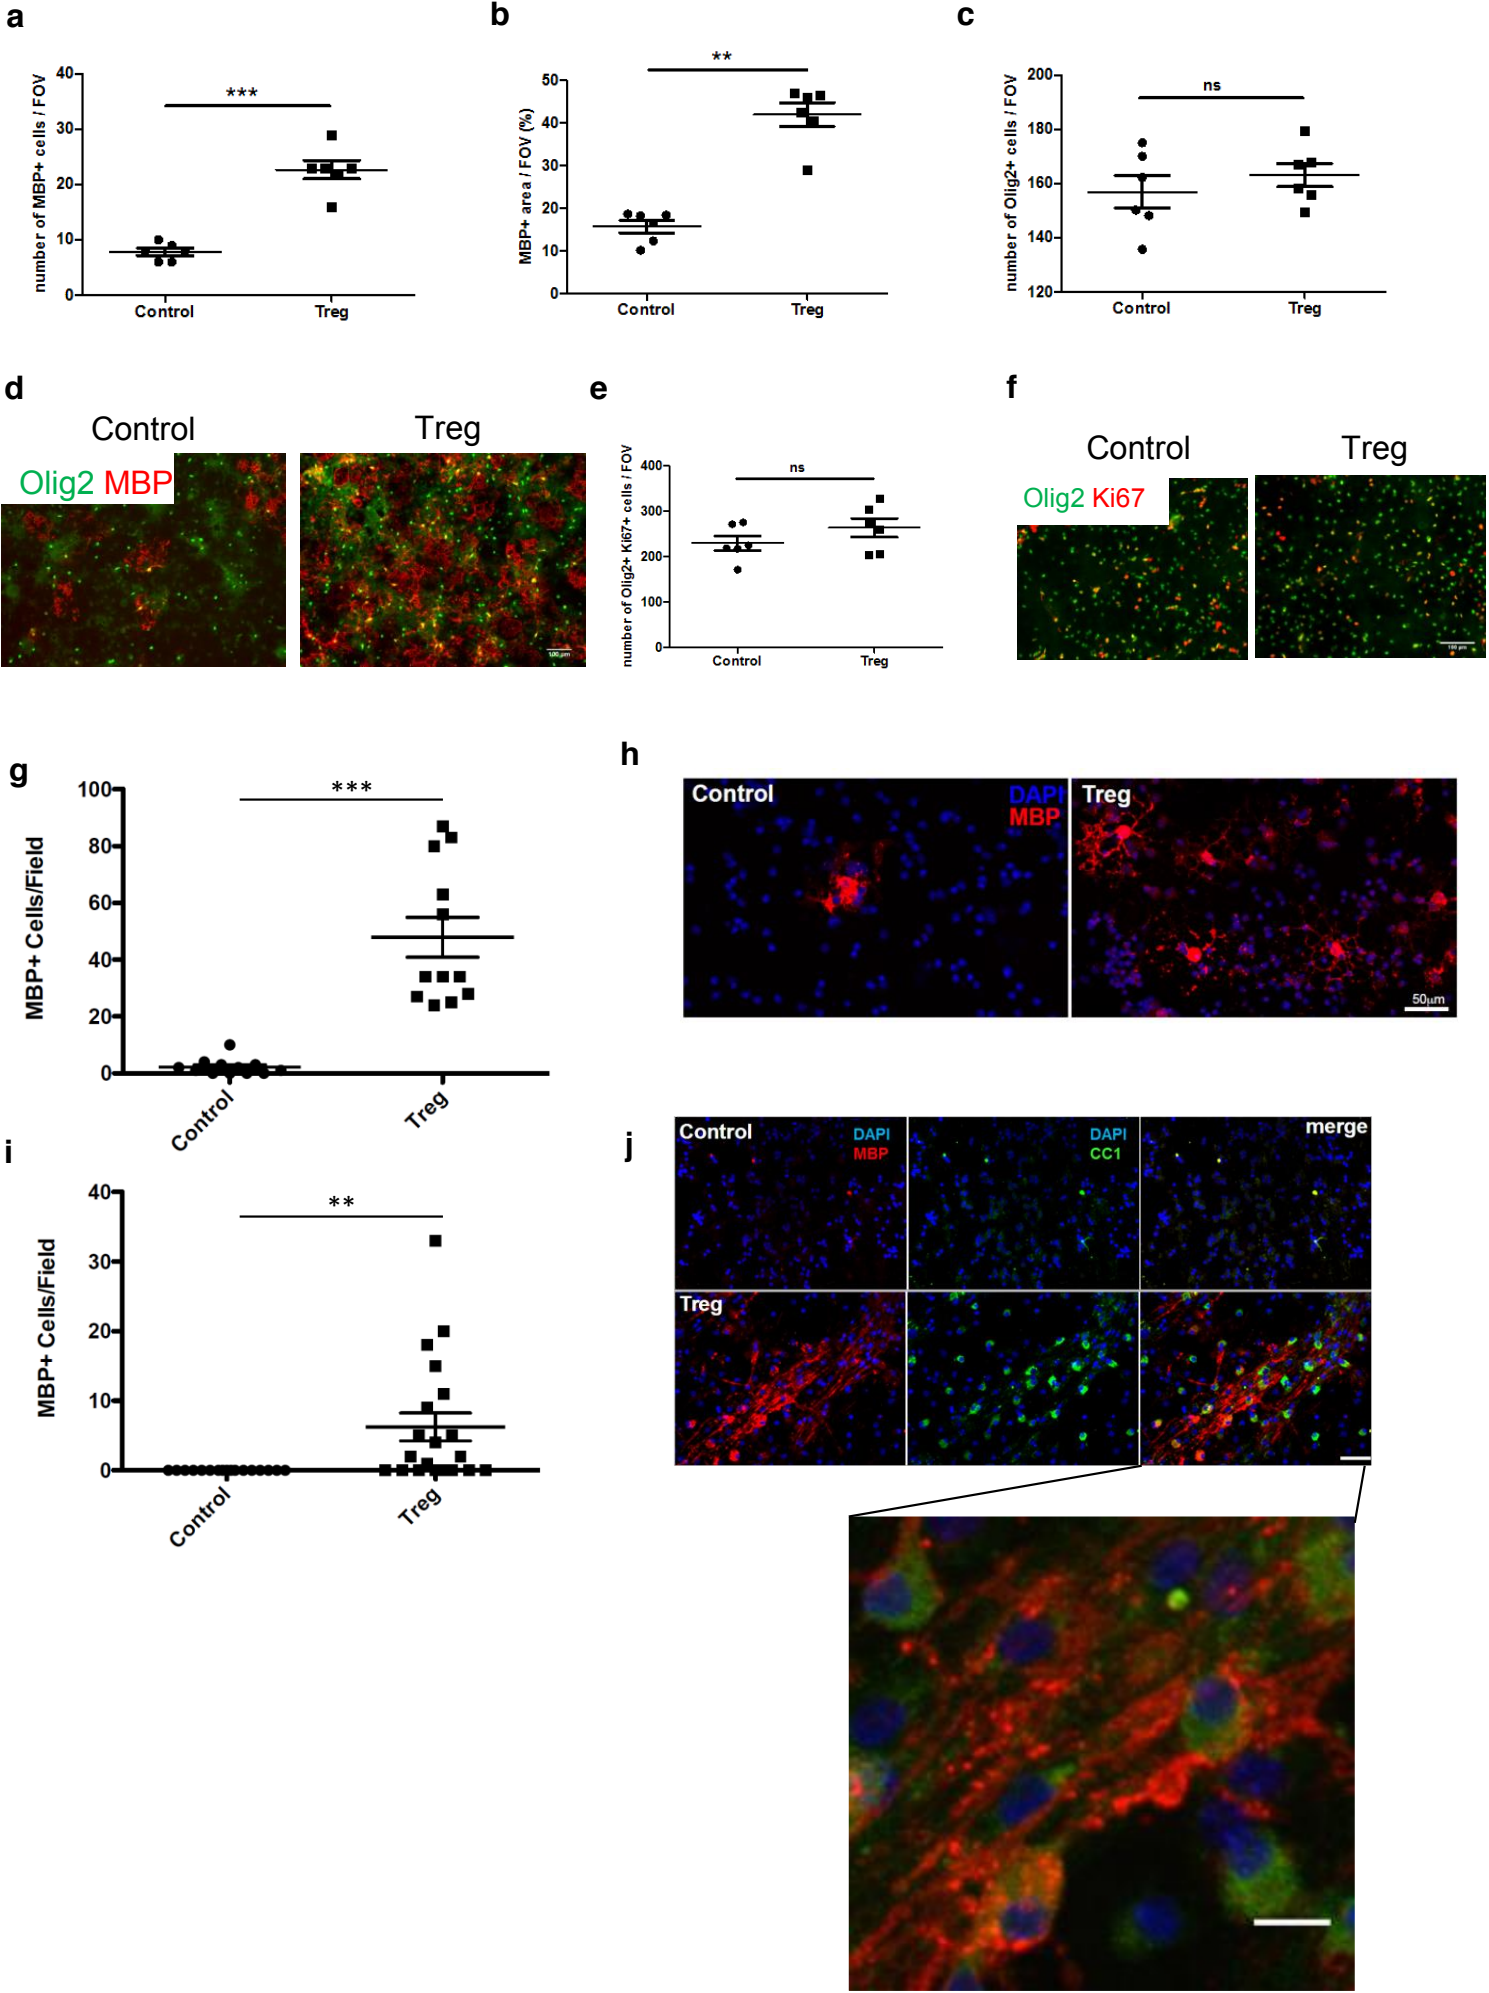 a
number of MBP+ cells / FOV
40
30
20
10
0
***
Control
Treg
b
MBP+ area / FOV (%)
50
40
30
20
10
0
**
Control
Treg
c
number of Olig2+ cells / FOV
200
180
160
140
120
ns
Control
Treg
d
Control
Treg
Olig2 MBP
100 µm
e
number of Olig2+ Ki67+ cells / FOV
400
300
200
100
0
ns
Control
Treg
f
Control
Treg
Olig2 Ki67
100 µm
g
MBP+ Cells/Field
100
80
60
40
20
0
***
Control
Treg
h
Control
DAPI
MBP
Treg
50µm
i
MBP+ Cells/Field
40
30
20
10
0
**
Control
Treg
j
Control
DAPI
MBP
DAPI
CC1
merge
Treg